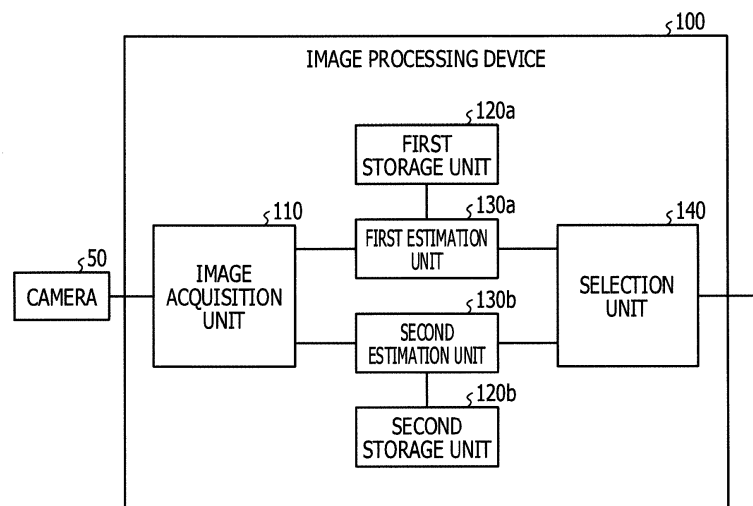 100
IMAGE PROCESSING DEVICE
120a
FIRST
STORAGE UNIT
110
130a
140
FIRST ESTIMATION
UNIT
50
CAMERA
IMAGE
ACQUISITION
UNIT
SELECTION
UNIT
130b
SECOND
ESTIMATION UNIT
120b
SECOND
STORAGE UNIT